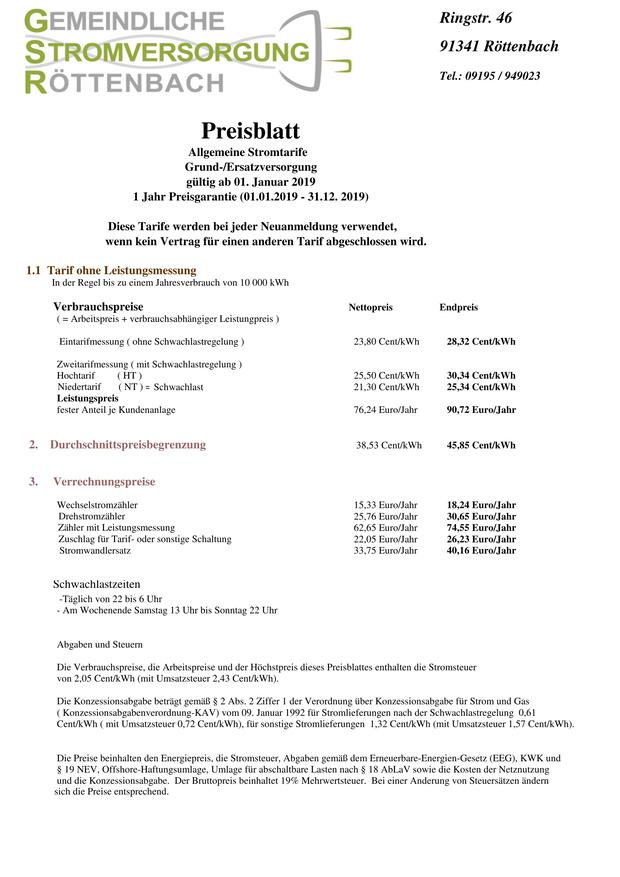 GEMEINDLICHE
STROMVERSORGUNG
RÖTTENBACH
Ringstr. 46
91341 Röttenbach
Tel.: 09195 / 949023
Preisblatt
Allgemeine Stromtarife
Grund-/Ersatzversorgung
gültig ab 01. Januar 2019
1 Jahr Preisgarantie (01.01.2019 - 31.12. 2019)
Diese Tarife werden bei jeder Neuanmeldung verwendet,
wenn kein Vertrag für einen anderen Tarif abgeschlossen wird.
1.1 Tarif ohne Leistungsmessung
In der Regel bis zu einem Jahresverbrauch von 10 000 kWh
Verbrauchspreise Nettopreis Endpreis
( = Arbeitspreis + verbrauchsabhängiger Leistungpreis )
Eintarifmessung ( ohne Schwachlastregelung ) 23,80 Cent/kWh 28,32 Cent/kWh
Zweitarifmessung ( mit Schwachlastregelung )
Hochtarif ( HT ) 25,50 Cent/kWh 30,34 Cent/kWh
Niedertarif ( NT ) = Schwachlast 21,30 Cent/kWh 25,34 Cent/kWh
Leistungspreis
fester Anteil je Kundenanlage 76,24 Euro/Jahr 90,72 Euro/Jahr
2. Durchschnittspreisbegrenzung 38,53 Cent/kWh 45,85 Cent/kWh
3. Verrechnungspreise
Wechselstromzähler 15,33 Euro/Jahr 18,24 Euro/Jahr
Drehstromzähler 25,76 Euro/Jahr 30,65 Euro/Jahr
Zähler mit Leistungsmessung 62,65 Euro/Jahr 74,55 Euro/Jahr
Zuschlag für Tarif- oder sonstige Schaltung 22,05 Euro/Jahr 26,23 Euro/Jahr
Stromwandlersatz 33,75 Euro/Jahr 40,16 Euro/Jahr
Schwachlastzeiten
-Täglich von 22 bis 6 Uhr
- Am Wochenende Samstag 13 Uhr bis Sonntag 22 Uhr
Abgaben und Steuern
Die Verbrauchspreise, die Arbeitspreise und der Höchstpreis dieses Preisblattes enthalten die Stromsteuer
von 2,05 Cent/kWh (mit Umsatzsteuer 2,43 Cent/kWh).
Die Konzessionsabgabe beträgt gemäß § 2 Abs. 2 Ziffer 1 der Verordnung über Konzessionsabgabe für Strom und Gas
( Konzessionsabgabenverordnung-KAV) vom 09. Januar 1992 für Stromlieferungen nach der Schwachlastregelung 0,61
Cent/kWh ( mit Umsatzsteuer 0,72 Cent/kWh), für sonstige Stromlieferungen 1,32 Cent/kWh (mit Umsatzsteuer 1,57 Cent/kWh).
Die Preise beinhalten den Energiepreis, die Stromsteuer, Abgaben gemäß dem Erneuerbare-Energien-Gesetz (EEG), KWK und
§ 19 NEV, Offshore-Haftungsumlage, Umlage für abschaltbare Lasten nach § 18 AbLaV sowie die Kosten der Netznutzung
und die Konzessionsabgabe. Der Bruttopreis beinhaltet 19% Mehrwertsteuer. Bei einer Änderung von Steuersätzen ändern
sich die Preise entsprechend.